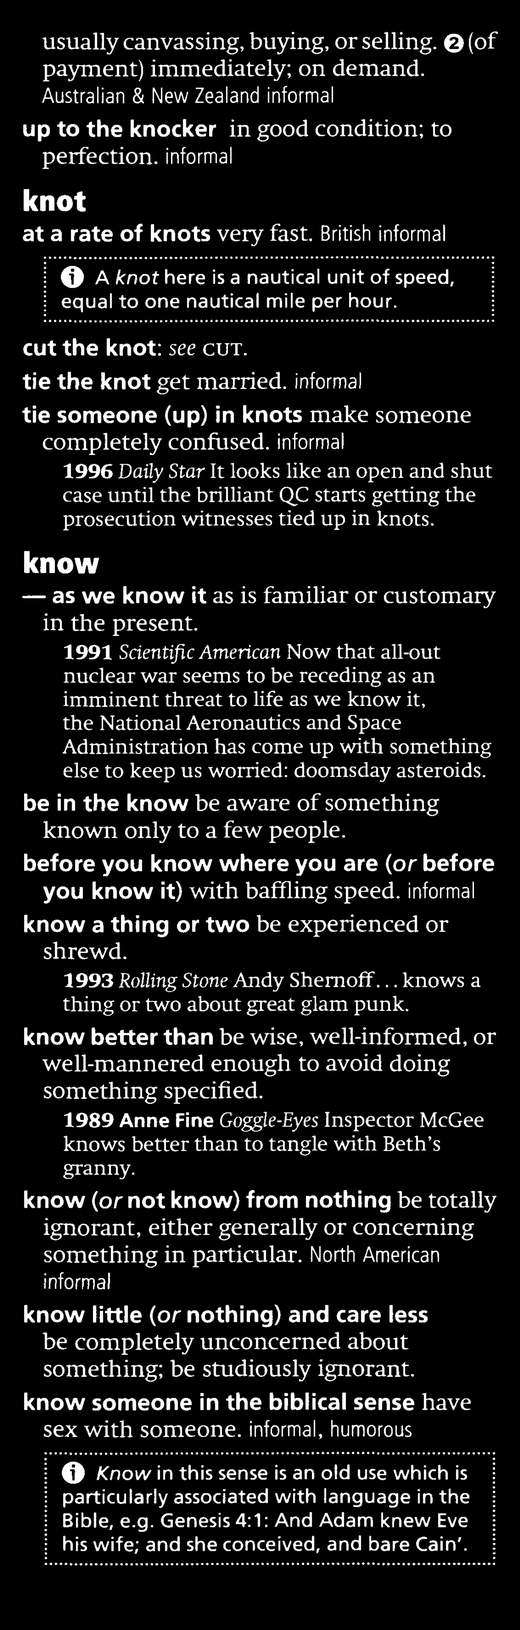 usually canvassing, buying, or selling. ❷ (of
payment) immediately; on demand.
Australian & New Zealand informal
up to the knocker in good condition; to
perfection. informal
knot
at a rate of knots very fast. British informal
ⓘ A knot here is a nautical unit of speed,
equal to one nautical mile per hour.
cut the knot: see CUT.
tie the knot get married. informal
tie someone (up) in knots make someone
completely confused. informal
1996 Daily Star It looks like an open and shut
case until the brilliant QC starts getting the
prosecution witnesses tied up in knots.
know
— as we know it as is familiar or customary
in the present.
1991 Scientific American Now that all-out
nuclear war seems to be receding as an
imminent threat to life as we know it,
the National Aeronautics and Space
Administration has come up with something
else to keep us worried: doomsday asteroids.
be in the know be aware of something
known only to a few people.
before you know where you are (or before
you know it) with baffling speed. informal
know a thing or two be experienced or
shrewd.
1993 Rolling Stone Andy Shernoff... knows a
thing or two about great glam punk.
know better than be wise, well-informed, or
well-mannered enough to avoid doing
something specified.
1989 Anne Fine Goggle-Eyes Inspector McGee
knows better than to tangle with Beth's
granny.
know (or not know) from nothing be totally
ignorant, either generally or concerning
something in particular. North American
informal
know little (or nothing) and care less
be completely unconcerned about
something; be studiously ignorant.
know someone in the biblical sense have
sex with someone. informal, humorous
ⓘ Know in this sense is an old use which is
particularly associated with language in the
Bible, e.g. Genesis 4:1: And Adam knew Eve
his wife; and she conceived, and bare Cain'.